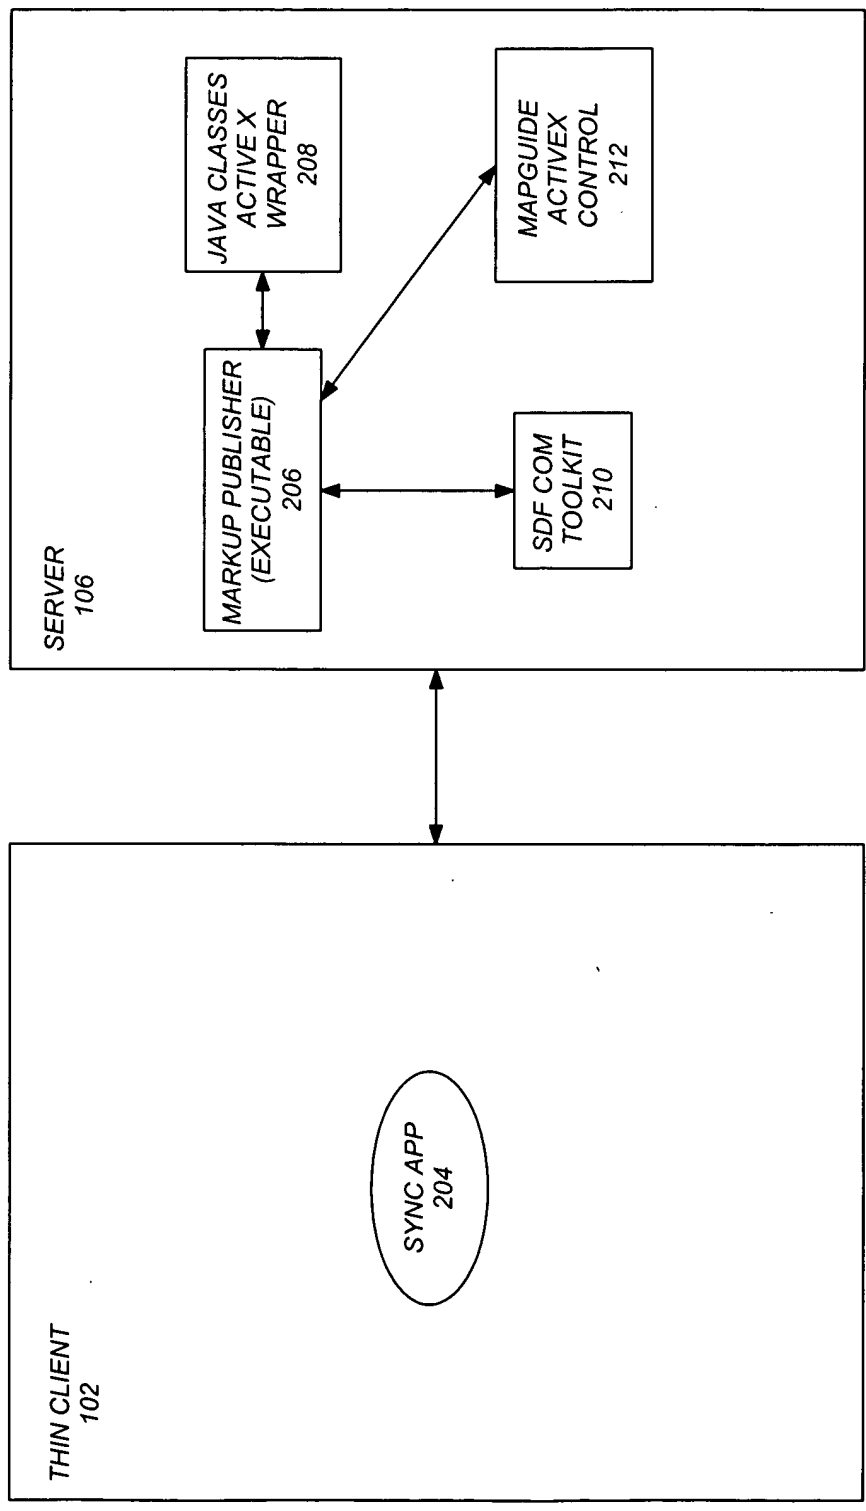 THIN CLIENT
102
SYNC APP
204
SERVER
106
MARKUP PUBLISHER
(EXECUTABLE)
206
JAVA CLASSES
ACTIVE X
WRAPPER
208
SDF COM
TOOLKIT
210
MAPGUIDE
ACTIVEX
CONTROL
212